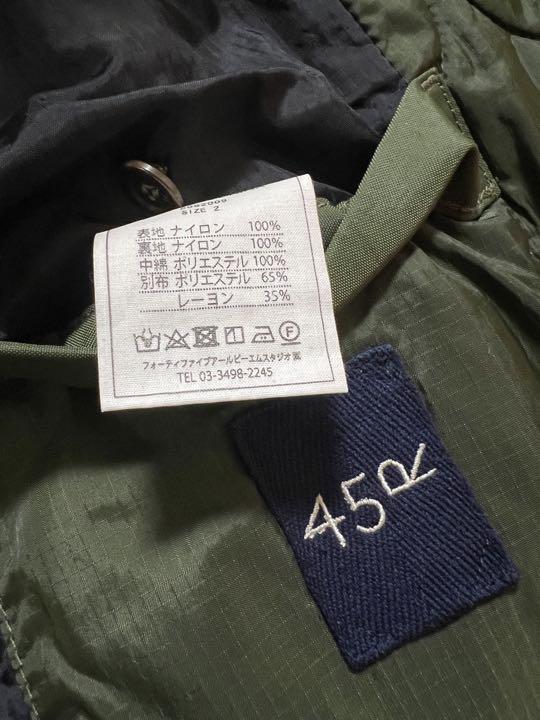 SIZE 2
表地 ナイロン 100%
裏地 ナイロン 100%
中綿 ポリエステル 100%
別布 ポリエステル 65%
レーヨン 35%
フォーティファイブアールピーエムスタジオ㈱
TEL 03-3498-2245
45R